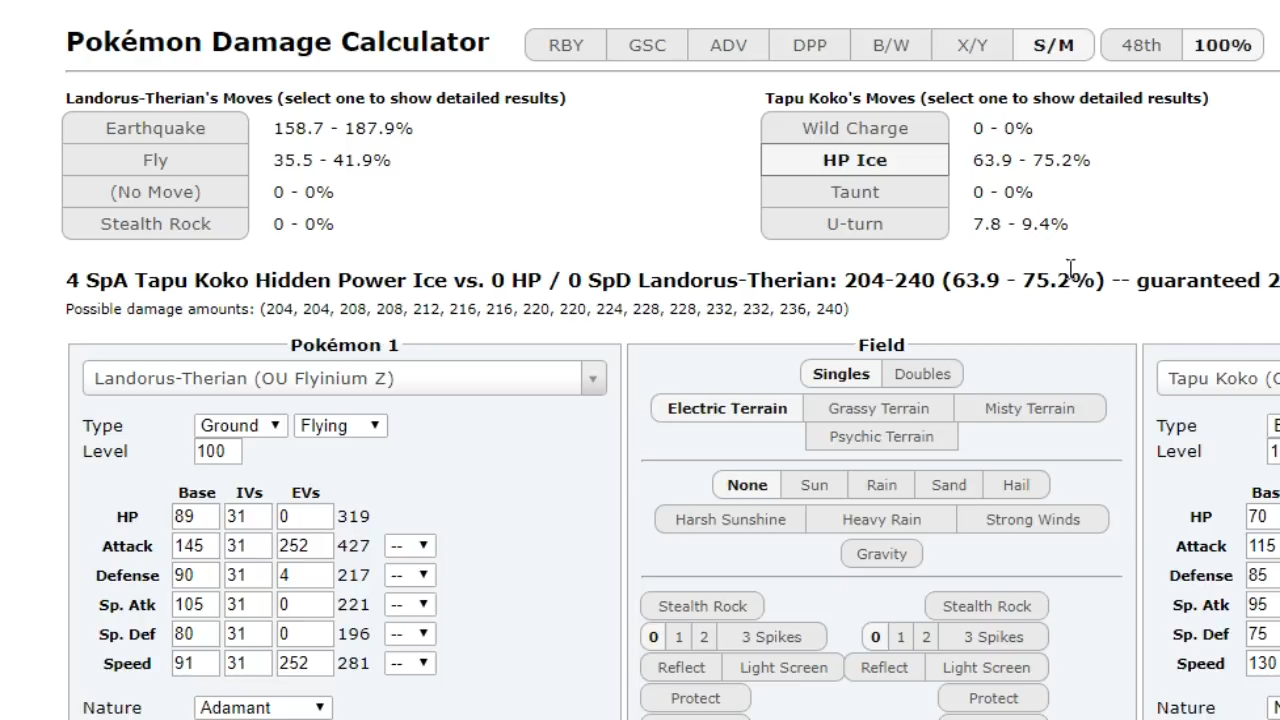 Pokémon Damage Calculator RBY GSC ADV DPP B/W X/Y S/M 48th 100%
Landorus-Therian's Moves (select one to show detailed results)
Earthquake 158.7 - 187.9%
Fly 35.5 - 41.9%
(No Move) 0 - 0%
Stealth Rock 0 - 0%
Tapu Koko's Moves (select one to show detailed results)
Wild Charge 0 - 0%
HP Ice 63.9 - 75.2%
Taunt 0 - 0%
U-turn 7.8 - 9.4%
4 SpA Tapu Koko Hidden Power Ice vs. 0 HP / 0 SpD Landorus-Therian: 204-240 (63.9 - 75.2%) -- guaranteed 2
Possible damage amounts: (204, 204, 208, 208, 212, 216, 216, 220, 220, 224, 228, 228, 232, 232, 236, 240)
Pokémon 1
Landorus-Therian (OU Flyinium Z)
Type Ground Flying
Level 100
Base IVs EVs
HP 89 31 0 319
Attack 145 31 252 427 --
Defense 90 31 4 217 --
Sp. Atk 105 31 0 221 --
Sp. Def 80 31 0 196 --
Speed 91 31 252 281 --
Nature Adamant
Field
Singles Doubles
Electric Terrain Grassy Terrain Misty Terrain
Psychic Terrain
None Sun Rain Sand Hail
Harsh Sunshine Heavy Rain Strong Winds
Gravity
Stealth Rock Stealth Rock
0 1 2 3 Spikes 0 1 2 3 Spikes
Reflect Light Screen Reflect Light Screen
Protect Protect
Tapu Koko (
Type
Level 1
Bas
HP 70
Attack 115
Defense 85
Sp. Atk 95
Sp. Def 75
Speed 130
Nature